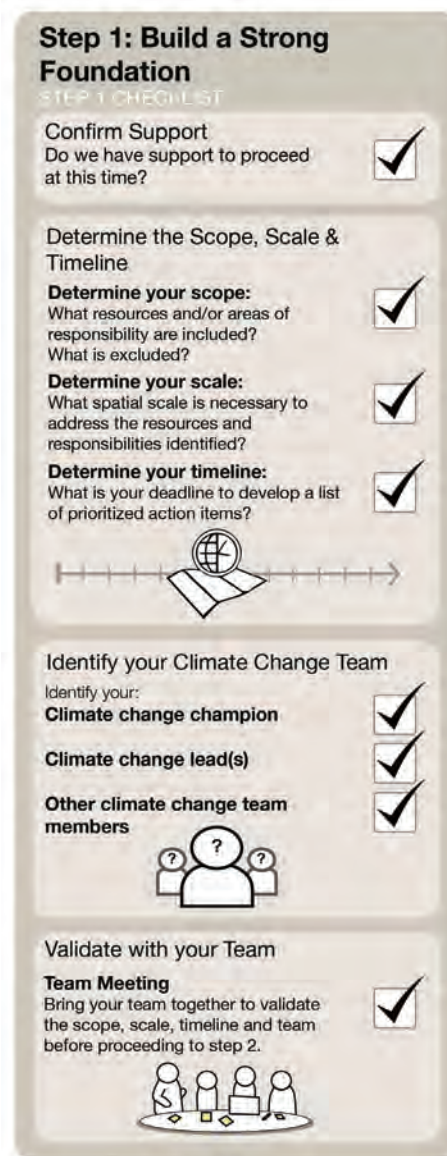 Step 1: Build a Strong
Foundation
STEP 1 CHECKLIST
Confirm Support
Do we have support to proceed
at this time?
Determine the Scope, Scale &
Timeline
Determine your scope:
What resources and/or areas of
responsibility are included?
What is excluded?
Determine your scale:
What spatial scale is necessary to
address the resources and
responsibilities identified?
Determine your timeline:
What is your deadline to develop a list
of prioritized action items?
Identify your Climate Change Team
Identify your:
Climate change champion
Climate change lead(s)
Other climate change team
members
? ? ?
Validate with your Team
Team Meeting
Bring your team together to validate
the scope, scale, timeline and team
before proceeding to step 2.